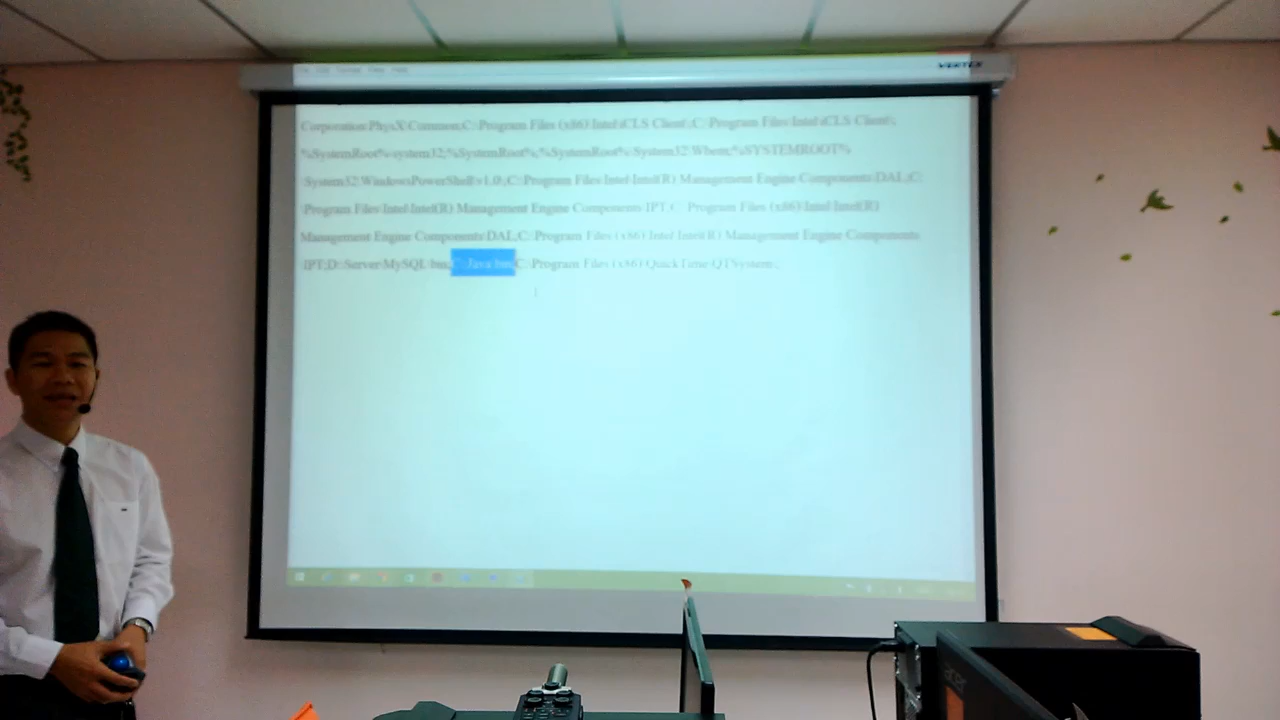 VERTEX
Corporation\PhysX\Common;C:\Program Files (x86)\Intel\iCLS Client\;C:\Program Files\Intel\iCLS Client\;
%SystemRoot%\system32;%SystemRoot%;%SystemRoot%\System32\Wbem;%SYSTEMROOT%
\System32\WindowsPowerShell\v1.0\;C:\Program Files\Intel\Intel(R) Management Engine Components\DAL;C:
\Program Files\Intel\Intel(R) Management Engine Components\IPT;C:\Program Files (x86)\Intel\Intel(R)
Management Engine Components\DAL;C:\Program Files (x86)\Intel\Intel(R) Management Engine Components
\IPT;D:\Server\MySQL\bin;C:\Java\bin;C:\Program Files (x86)\QuickTime\QTSystem\;
acer